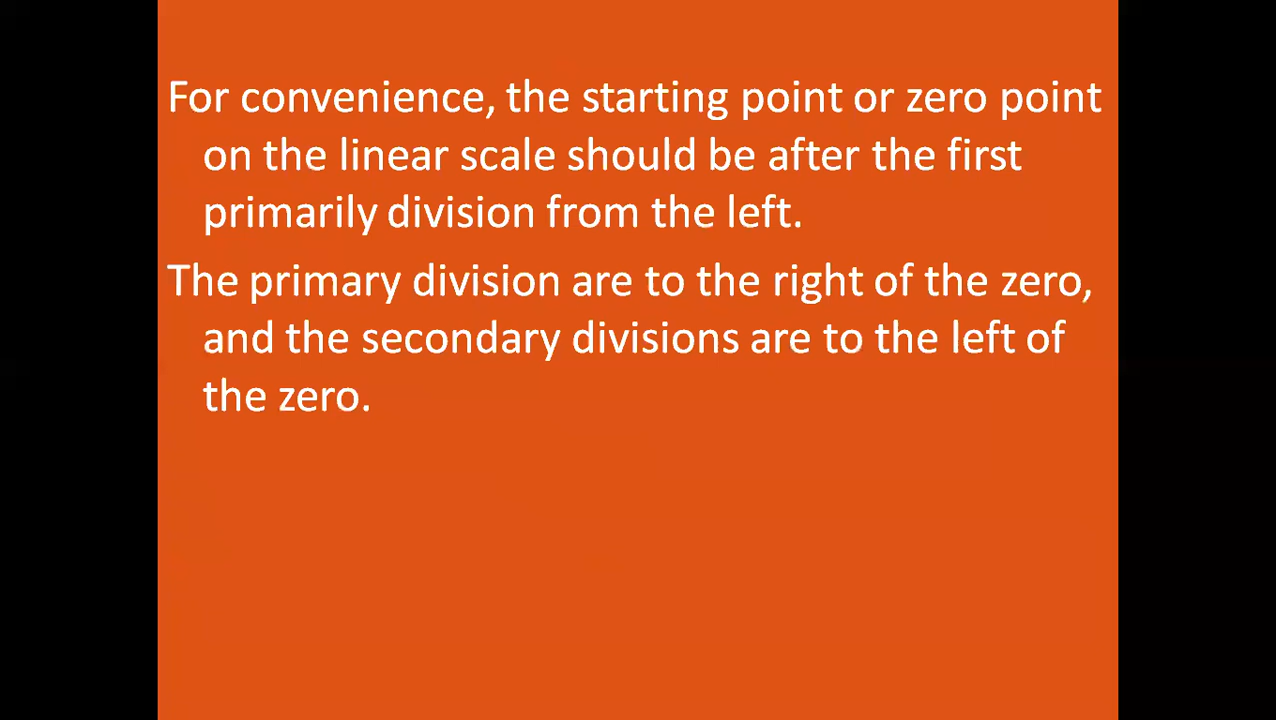 For convenience, the starting point or zero point
on the linear scale should be after the first
primarily division from the left.
The primary division are to the right of the zero,
and the secondary divisions are to the left of
the zero.